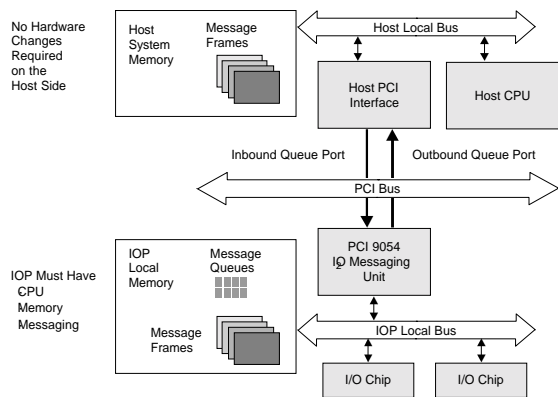 No Hardware
Changes
Required
on the
Host Side
Host
System
Memory
Message
Frames
Host Local Bus
Host PCI
Interface
Host CPU
Inbound Queue Port
Outbound Queue Port
PCI Bus
IOP Must Have
CPU
Memory
Messaging
IOP
Local
Memory
Message
Queues
Message
Frames
PCI 9054
I2O Messaging
Unit
IOP Local Bus
I/O Chip
I/O Chip